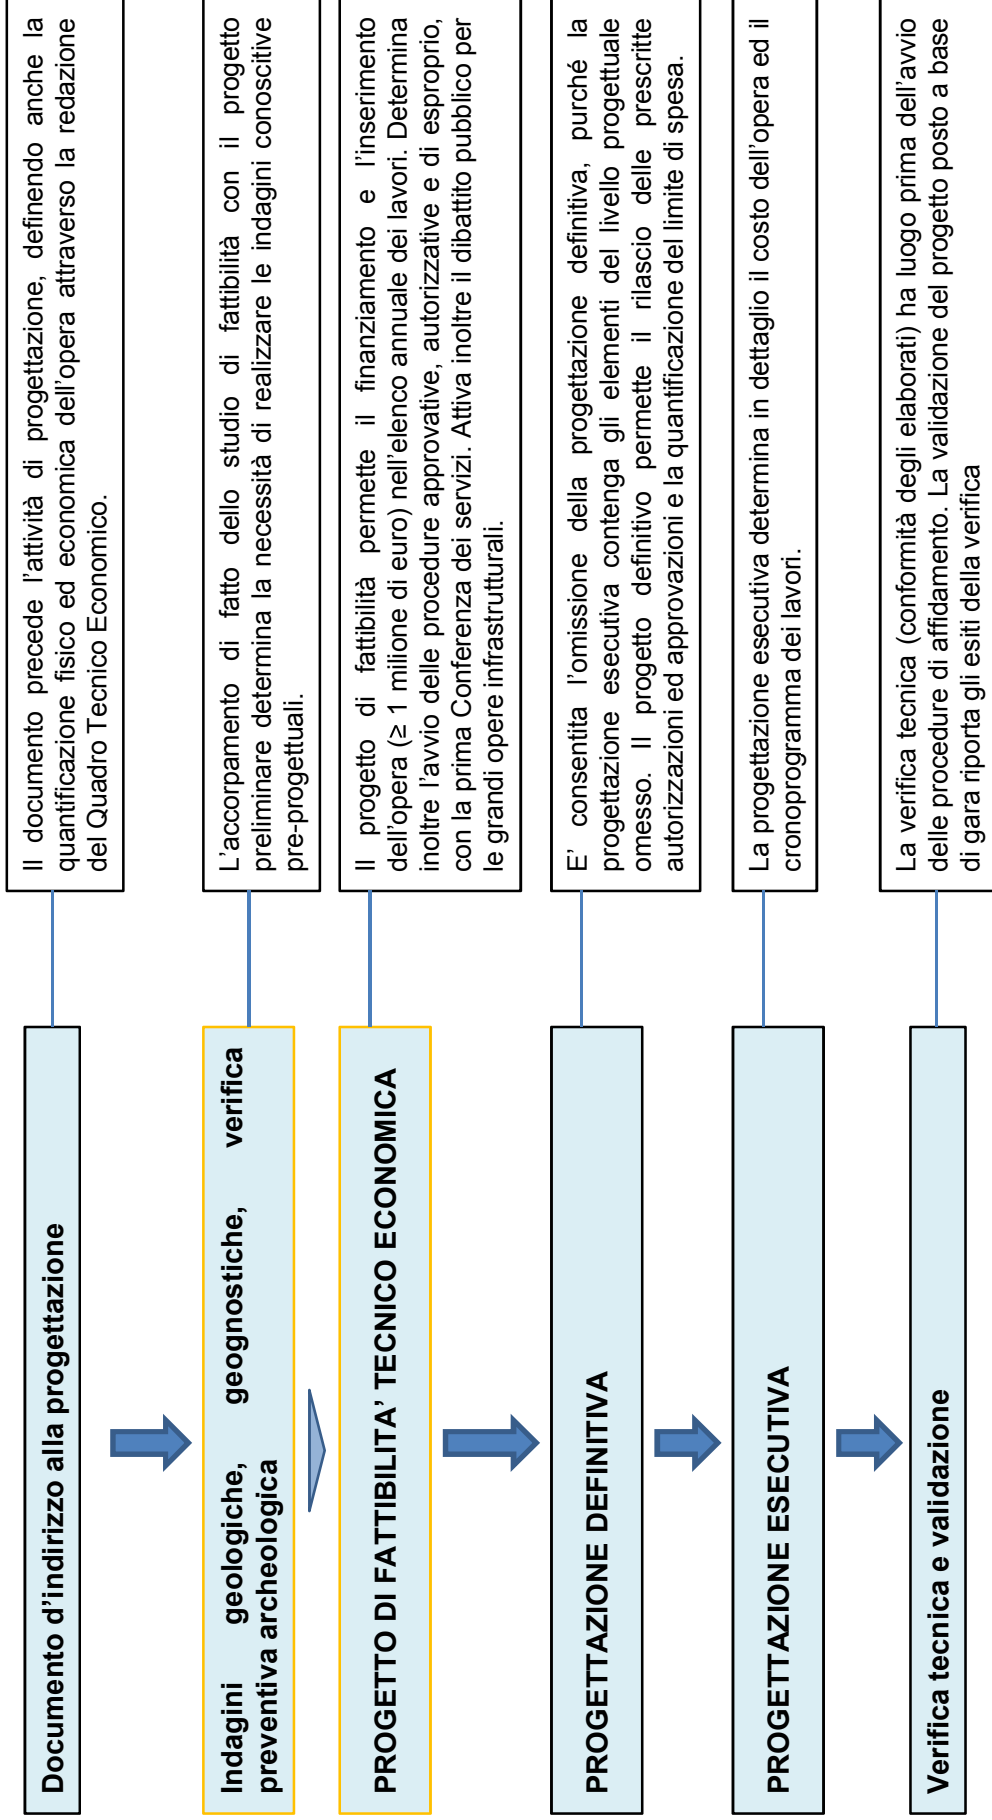 Documento d'indirizzo alla progettazione
Il documento precede l'attività di progettazione, definendo anche la
quantificazione fisico ed economica dell'opera attraverso la redazione
del Quadro Tecnico Economico.
Indagini geologiche, geognostiche, verifica
preventiva archeologica
L'accorpamento di fatto dello studio di fattibilità con il progetto
preliminare determina la necessità di realizzare le indagini conoscitive
pre-progettuali.
PROGETTO DI FATTIBILITA' TECNICO ECONOMICA
Il progetto di fattibilità permette il finanziamento e l'inserimento
dell'opera (≥ 1 milione di euro) nell'elenco annuale dei lavori. Determina
inoltre l'avvio delle procedure approvative, autorizzative e di esproprio,
con la prima Conferenza dei servizi. Attiva inoltre il dibattito pubblico per
le grandi opere infrastrutturali.
PROGETTAZIONE DEFINITIVA
E' consentita l'omissione della progettazione definitiva, purché la
progettazione esecutiva contenga gli elementi del livello progettuale
omesso. Il progetto definitivo permette il rilascio delle prescritte
autorizzazioni ed approvazioni e la quantificazione del limite di spesa.
PROGETTAZIONE ESECUTIVA
La progettazione esecutiva determina in dettaglio il costo dell'opera ed il
cronoprogramma dei lavori.
Verifica tecnica e validazione
La verifica tecnica (conformità degli elaborati) ha luogo prima dell'avvio
delle procedure di affidamento. La validazione del progetto posto a base
di gara riporta gli esiti della verifica